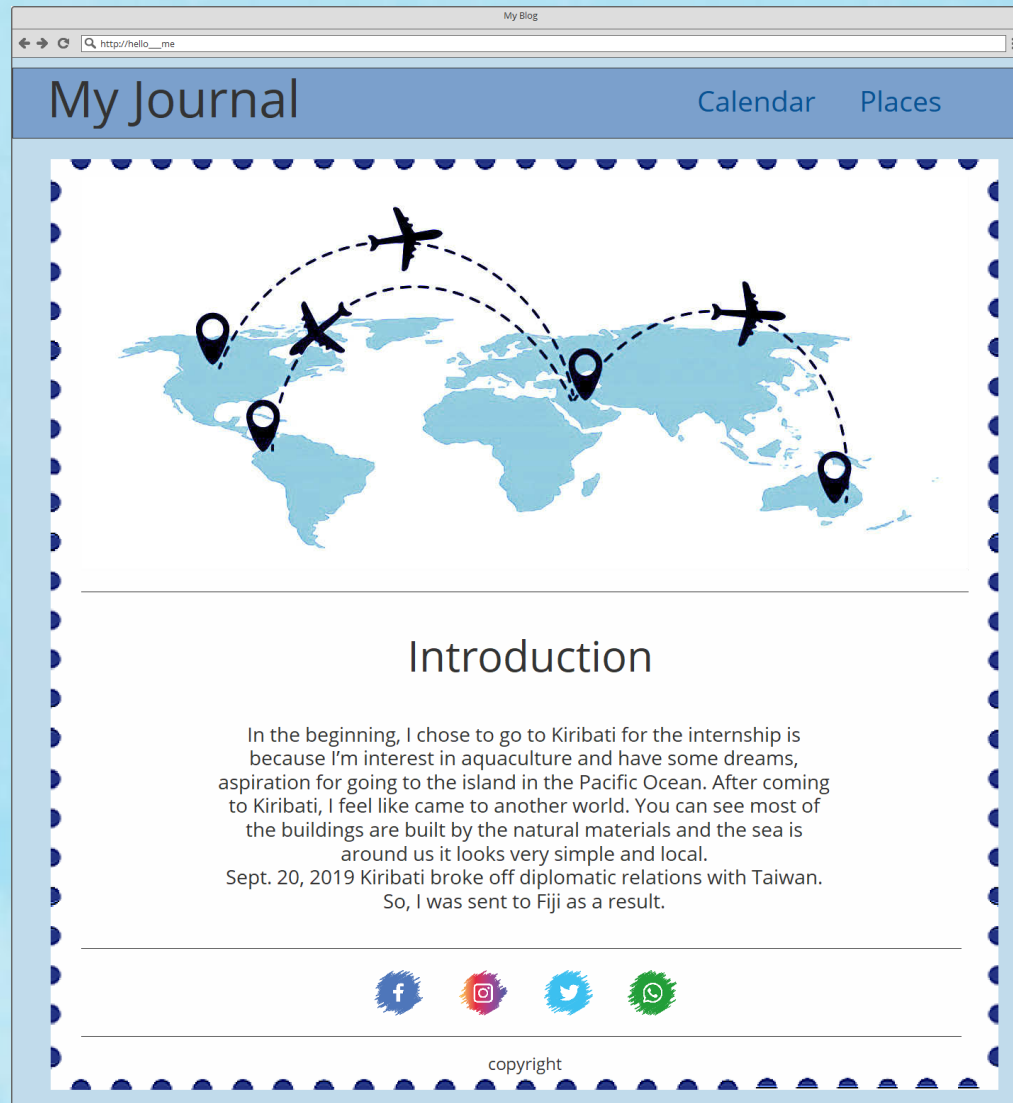 My Blog
http://hello___me
My Journal
Calendar
Places
Introduction
In the beginning, I chose to go to Kiribati for the internship is
because I’m interest in aquaculture and have some dreams,
aspiration for going to the island in the Pacific Ocean. After coming
to Kiribati, I feel like came to another world. You can see most of
the buildings are built by the natural materials and the sea is
around us it looks very simple and local.
Sept. 20, 2019 Kiribati broke off diplomatic relations with Taiwan.
So, I was sent to Fiji as a result.
copyright